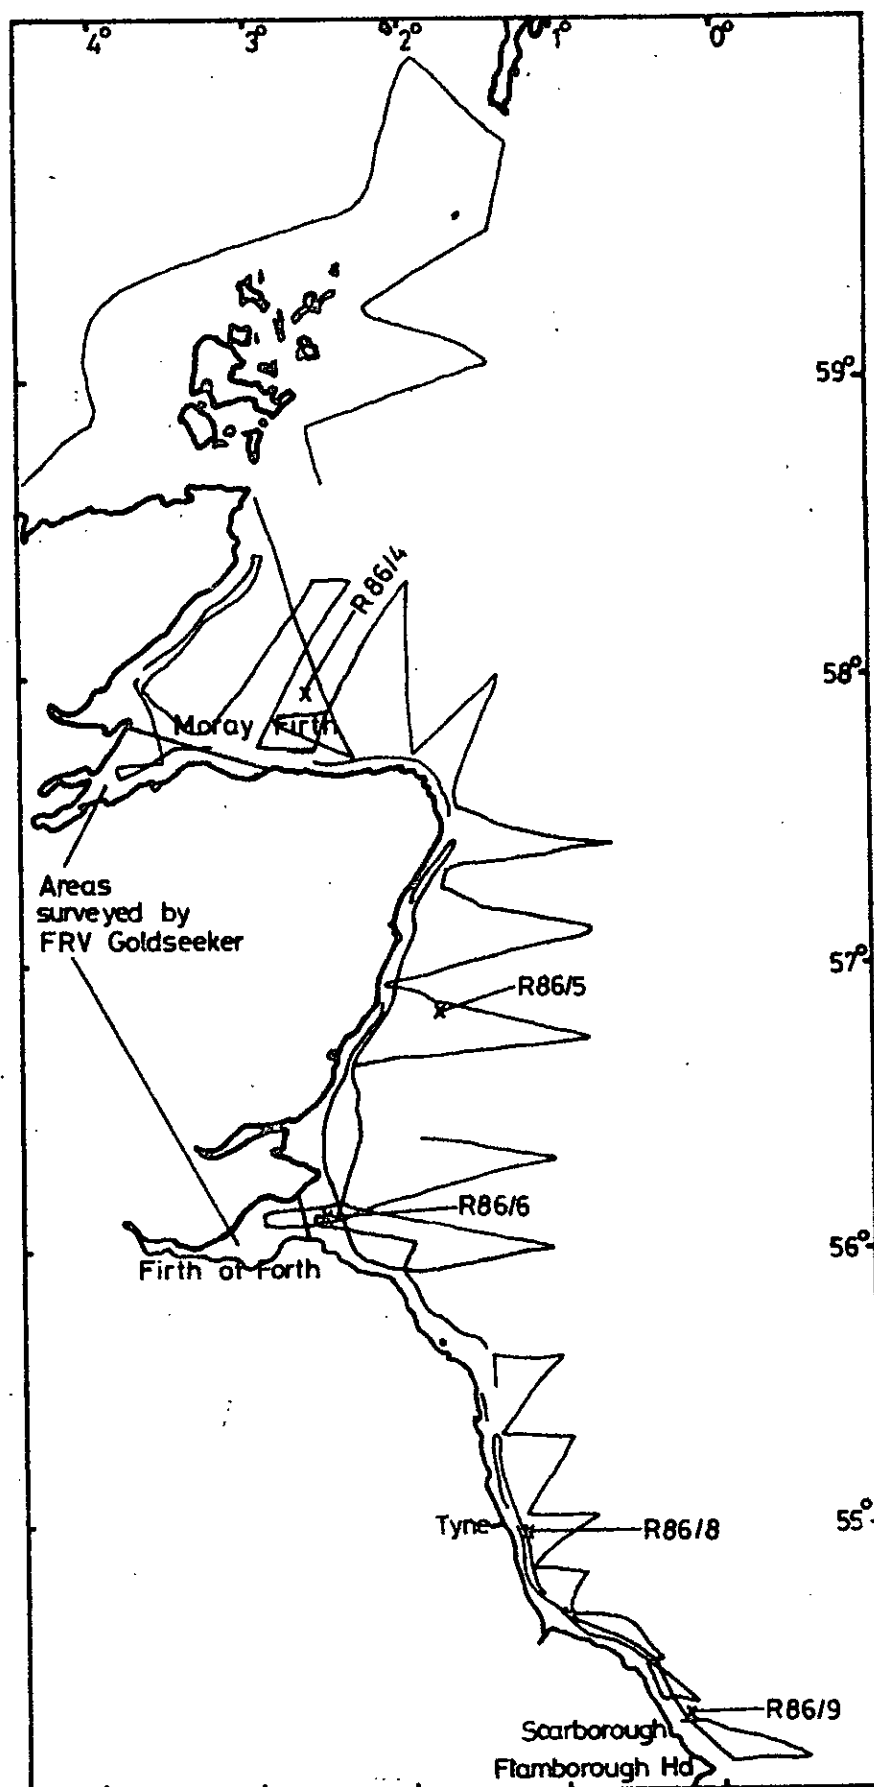 4° 3° 2° 1° 0°
59°
R86/4
58°
Moray Firth
Areas
surveyed by
FRV Goldseeker
57°
R86/5
R86/6
56°
Firth of Forth
Tyne
55°
R86/8
R86/9
Scarborough
Flamborough Hd